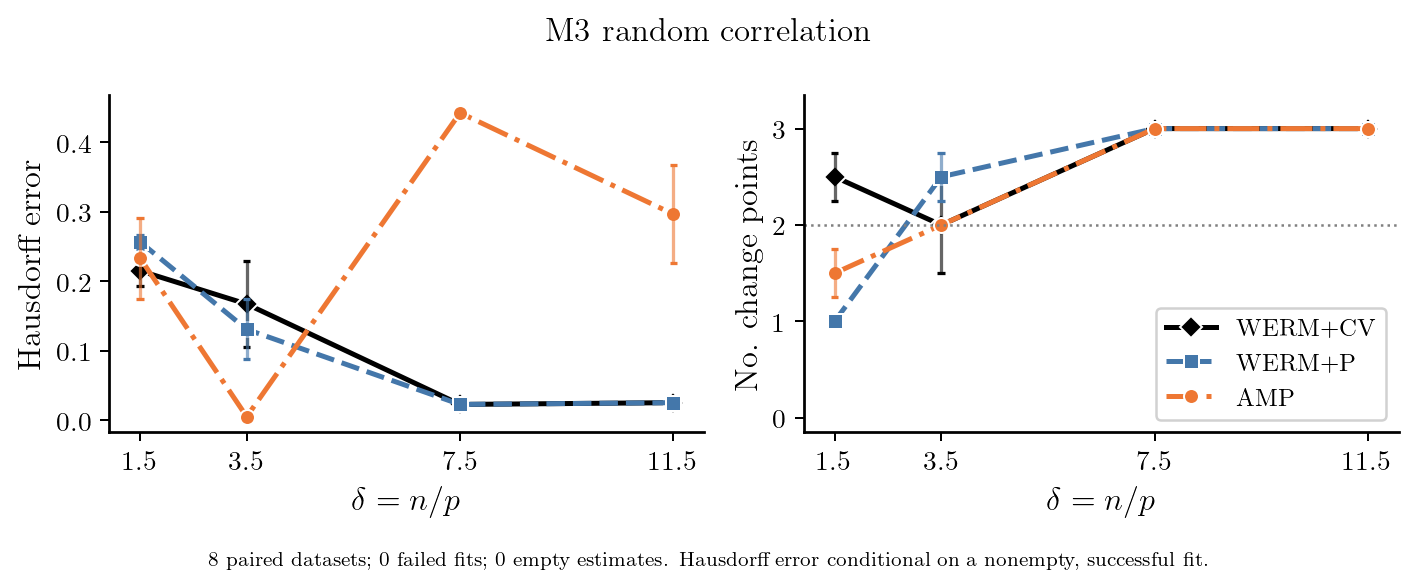 M3 random correlation
Hausdorff error
0.4
0.3
0.2
0.1
0.0
1.5 3.5 7.5 11.5
δ = n/p
No. change points
3
2
1
0
1.5 3.5 7.5 11.5
δ = n/p
WERM+CV
WERM+P
AMP
8 paired datasets; 0 failed fits; 0 empty estimates. Hausdorff error conditional on a nonempty, successful fit.